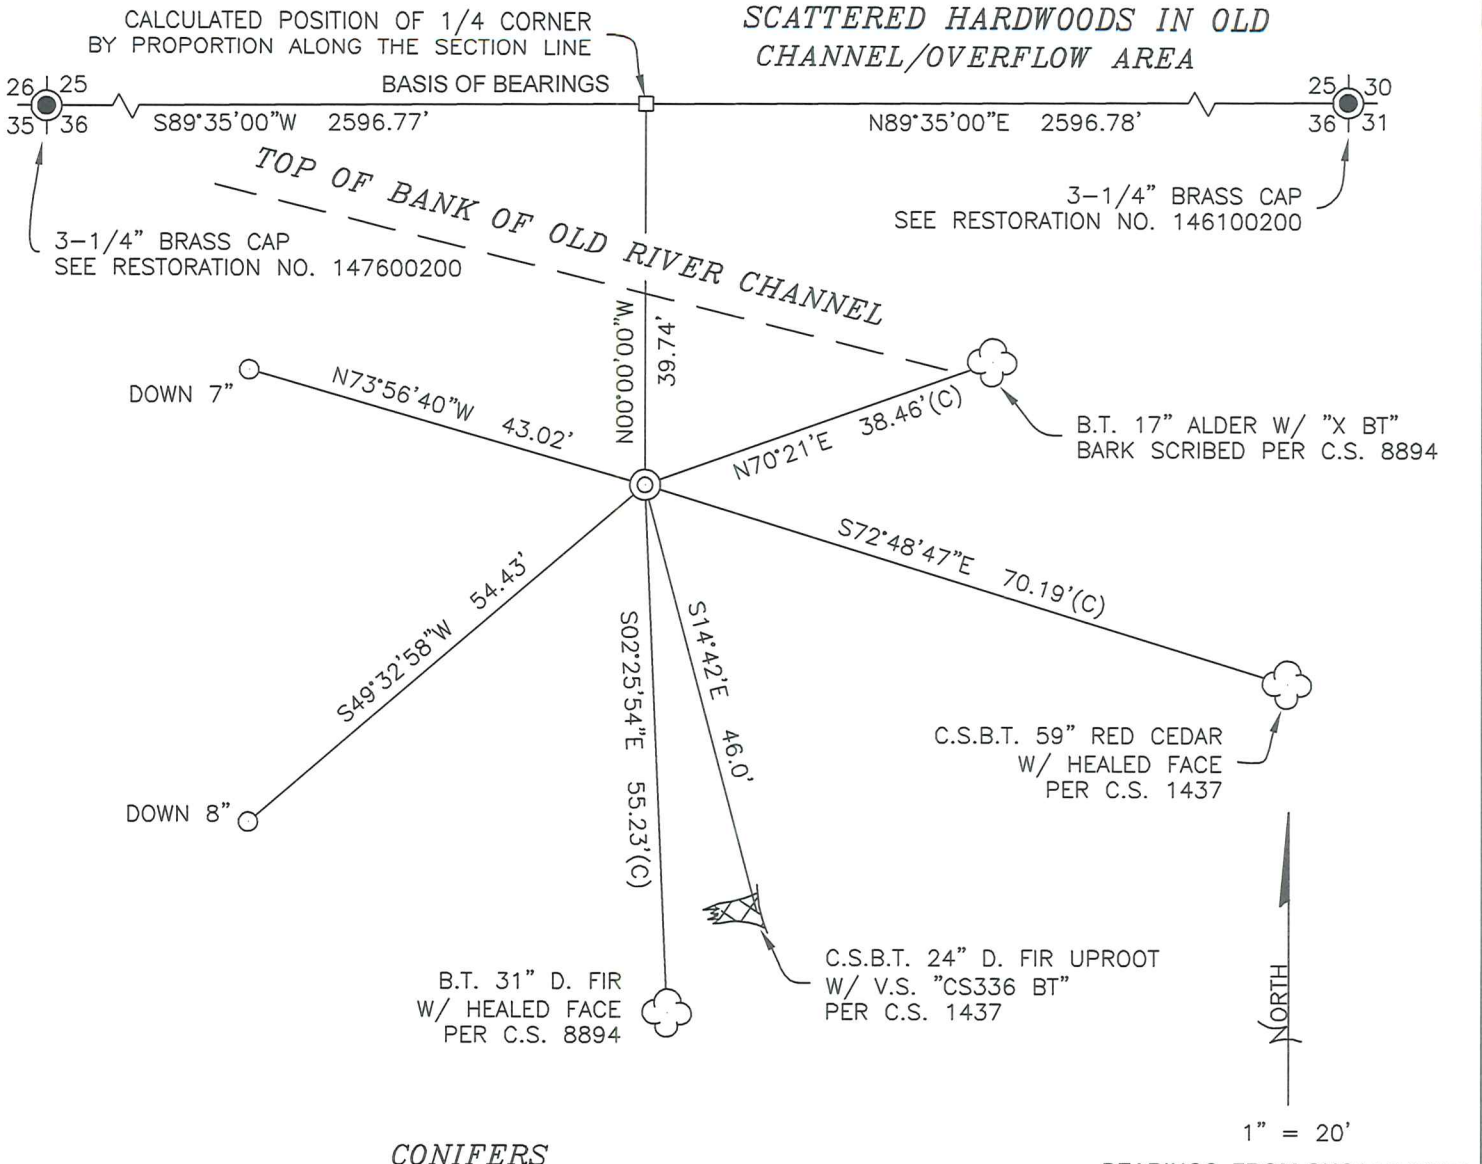 CALCULATED POSITION OF 1/4 CORNER
BY PROPORTION ALONG THE SECTION LINE
SCATTERED HARDWOODS IN OLD
CHANNEL/OVERFLOW AREA
26 25
35 36
BASIS OF BEARINGS
S89°35'00"W 2596.77'
N89°35'00"E 2596.78'
25 30
36 31
TOP OF BANK OF OLD RIVER CHANNEL
3-1/4" BRASS CAP
SEE RESTORATION NO. 147600200
3-1/4" BRASS CAP
SEE RESTORATION NO. 146100200
N00°00'00"W
39.74'
DOWN 7"
N73°56'40"W 43.02'
N70°21'E 38.46'(C)
B.T. 17" ALDER W/ "X BT"
BARK SCRIBED PER C.S. 8894
S72°48'47"E 70.19'(C)
S49°32'58"W 54.43'
S02°25'54"E 55.23'(C)
S14°42'E 46.0'
C.S.B.T. 59" RED CEDAR
W/ HEALED FACE
PER C.S. 1437
DOWN 8"
B.T. 31" D. FIR
W/ HEALED FACE
PER C.S. 8894
C.S.B.T. 24" D. FIR UPROOT
W/ V.S. "CS336 BT"
PER C.S. 1437
NORTH
1" = 20'
CONIFERS